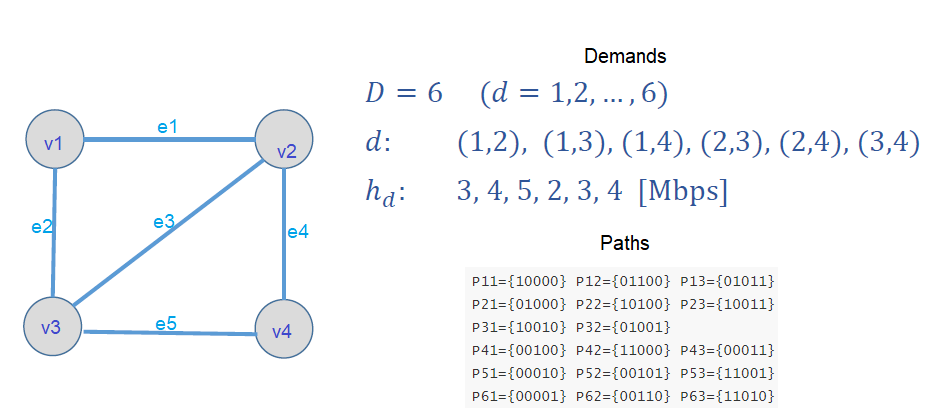 Demands
D = 6 (d = 1,2, … , 6)
d: (1,2), (1,3), (1,4), (2,3), (2,4), (3,4)
h_d: 3, 4, 5, 2, 3, 4 [Mbps]
Paths
P11={10000} P12={01100} P13={01011}
P21={01000} P22={10100} P23={10011}
P31={10010} P32={01001}
P41={00100} P42={11000} P43={00011}
P51={00010} P52={00101} P53={11001}
P61={00001} P62={00110} P63={11010}
v1
e1
v2
e2
e3
e4
v3
e5
v4